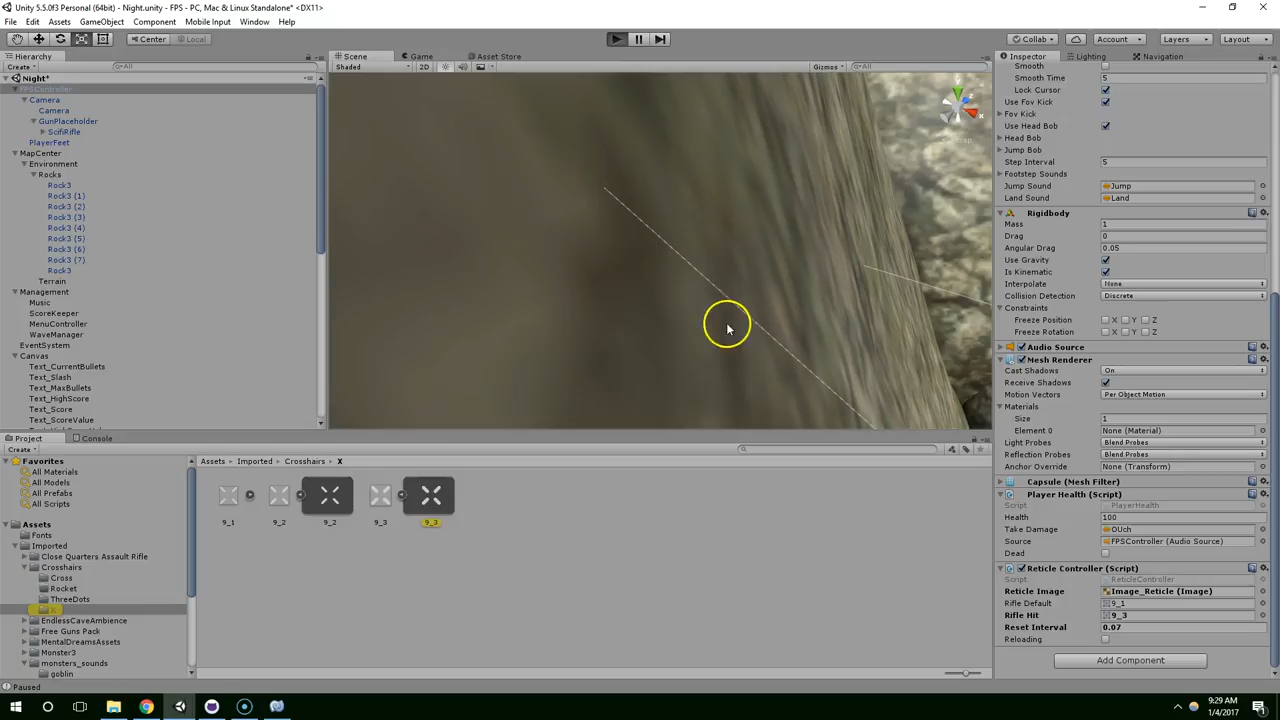 Unity 5.5.0f3 Personal (64bit) - Night.unity - FPS - PC, Mac & Linux Standalone* <DX11>
File Edit Assets GameObject Component Mobile Input Window Help
Center Local Collab Account Layers Layout
Hierarchy
Create All
Night*
FPSController
Camera
Camera
GunPlaceholder
ScifiRifle
PlayerFeet
MapCenter
Environment
Rocks
Rock3
Rock3 (1)
Rock3 (2)
Rock3 (3)
Rock3 (4)
Rock3 (5)
Rock3 (6)
Rock3 (7)
Rock3
Terrain
Management
Music
ScoreKeeper
MenuController
WaveManager
EventSystem
Canvas
Text_CurrentBullets
Text_Slash
Text_MaxBullets
Text_HighScore
Text_Score
Text_ScoreValue
Scene Game Asset Store
Shaded 2D Gizmos All
y
x
z
Project Console
Create
Favorites
All Materials
All Models
All Prefabs
All Scripts
Assets
Fonts
Imported
Close Quarters Assault Rifle
Crosshairs
Cross
Rocket
ThreeDots
X
EndlessCaveAmbience
Free Guns Pack
MentalDreamsAssets
Monster3
monsters_sounds
goblin
Assets Imported Crosshairs X
9_1 9_2 9_2 9_3 9_3
Inspector Lighting Navigation
Smooth
Smooth Time 5
Lock Cursor
Use Fov Kick
Fov Kick
Use Head Bob
Head Bob
Jump Bob
Step Interval 5
Footstep Sounds
Jump Sound Jump
Land Sound Land
Rigidbody
Mass 1
Drag 0
Angular Drag 0.05
Use Gravity
Is Kinematic
Interpolate None
Collision Detection Discrete
Constraints
Freeze Position X Y Z
Freeze Rotation X Y Z
Audio Source
Mesh Renderer
Cast Shadows On
Receive Shadows
Motion Vectors Per Object Motion
Materials
Size 1
Element 0 None (Material)
Light Probes Blend Probes
Reflection Probes Blend Probes
Anchor Override None (Transform)
Capsule (Mesh Filter)
Player Health (Script)
Script PlayerHealth
Health 100
Take Damage OUch
Source FPSController (Audio Source)
Dead
Reticle Controller (Script)
Script ReticleController
Reticle Image Image_Reticle (Image)
Rifle Default 9_1
Rifle Hit 9_3
Reset Interval 0.07
Reloading
Add Component
Paused
9:29 AM
1/4/2017